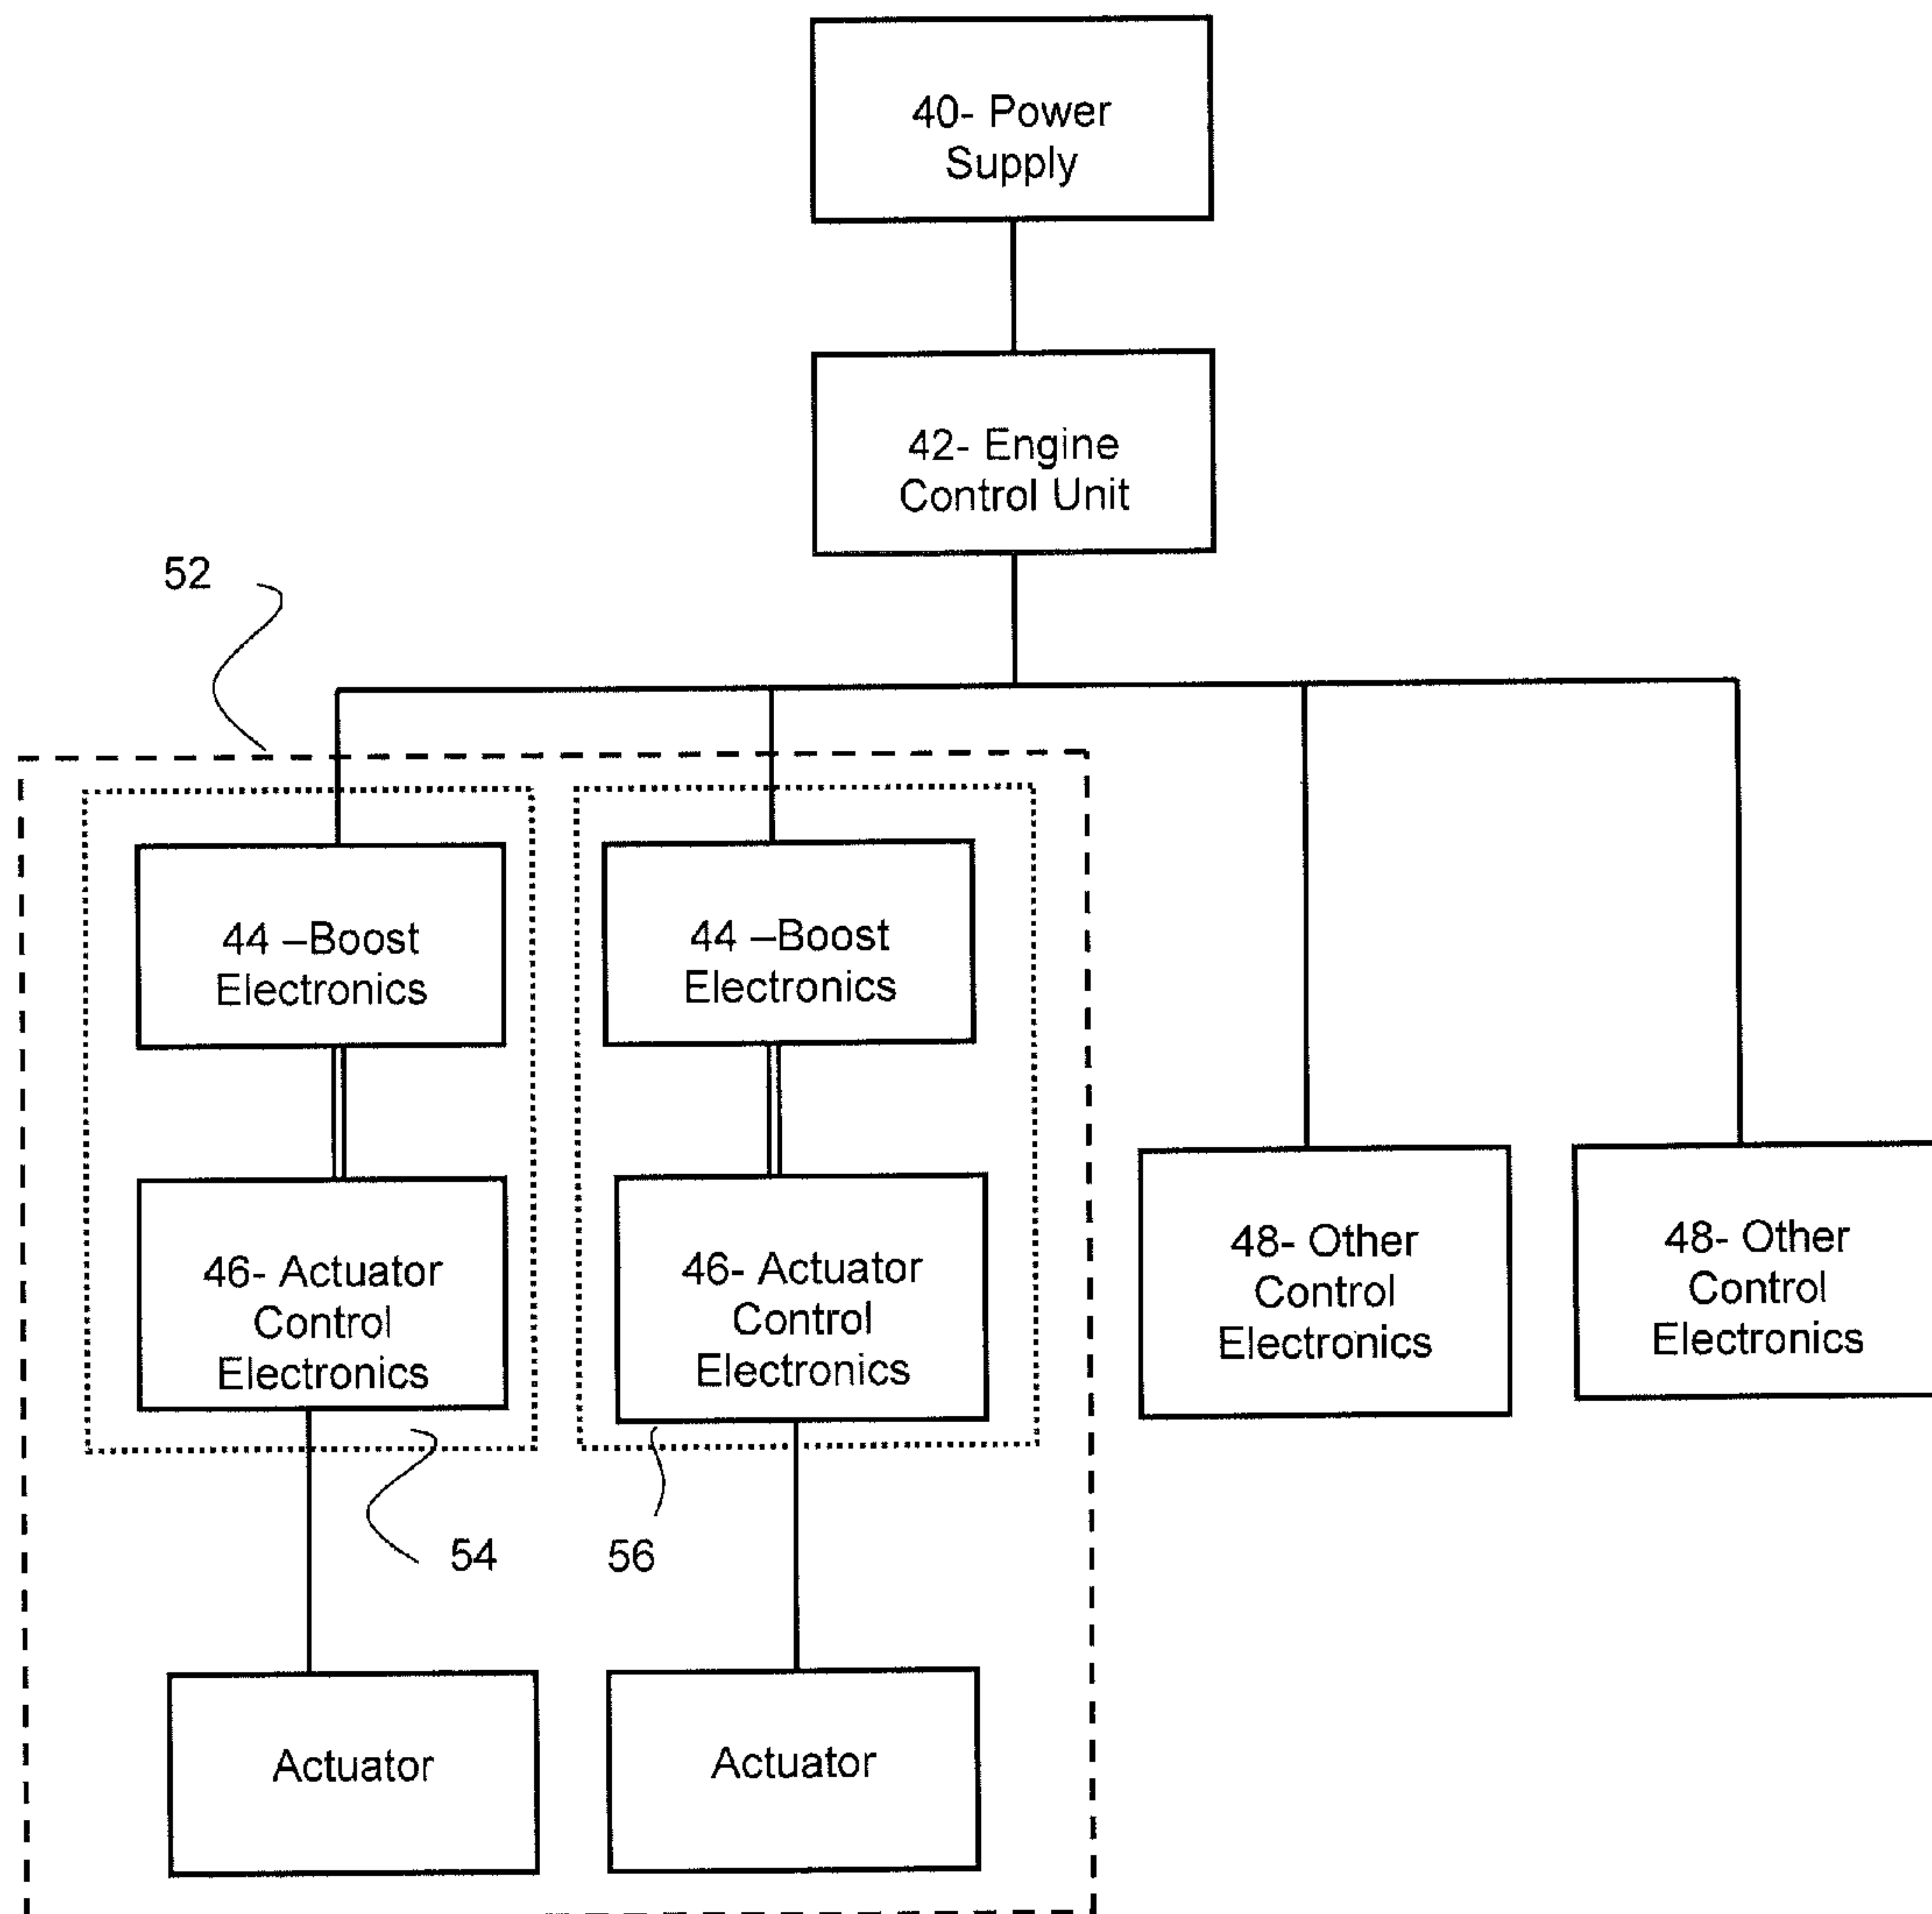 40- Power
Supply
42- Engine
Control Unit
52
44 –Boost
Electronics
44 –Boost
Electronics
46- Actuator
Control
Electronics
46- Actuator
Control
Electronics
48- Other
Control
Electronics
48- Other
Control
Electronics
54
56
Actuator
Actuator